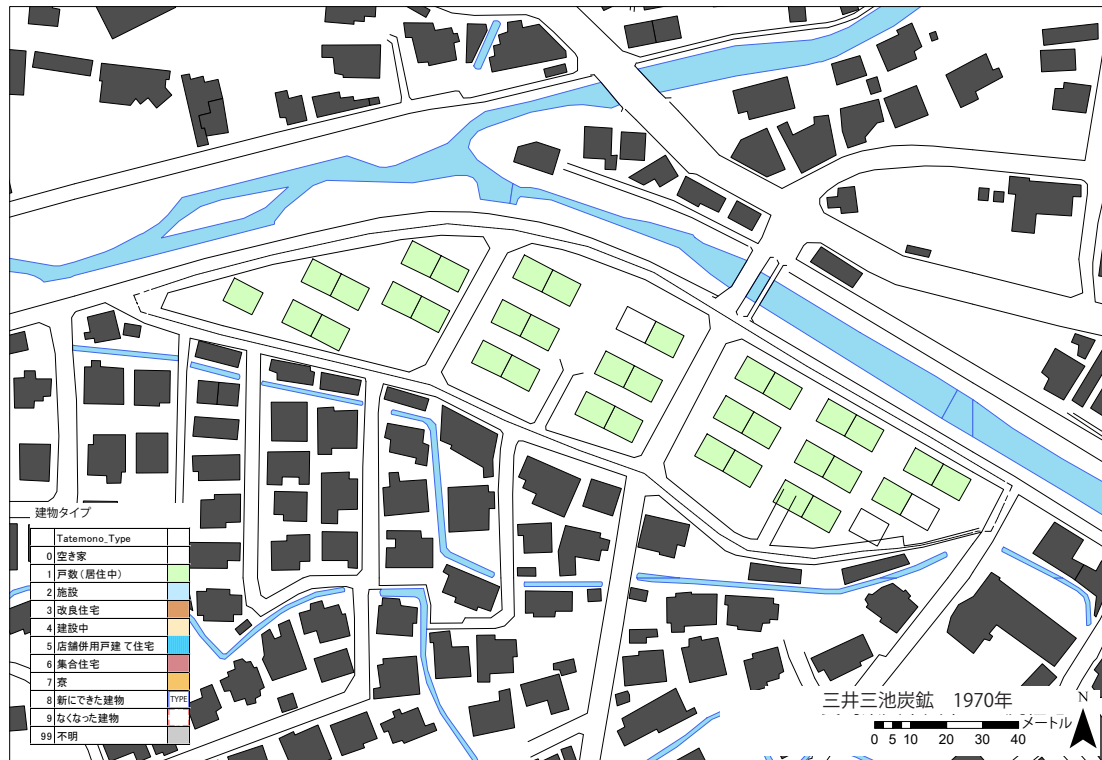 建物タイプ
Tatemono_Type
0 空き家
1 戸数(居住中)
2 施設
3 改良住宅
4 建設中
5 店舗併用戸建て住宅
6 集合住宅
7 寮
8 新にできた建物 TYPE
9 なくなった建物
99 不明
三井三池炭鉱 1970年
N
メートル
0 5 10 20 30 40